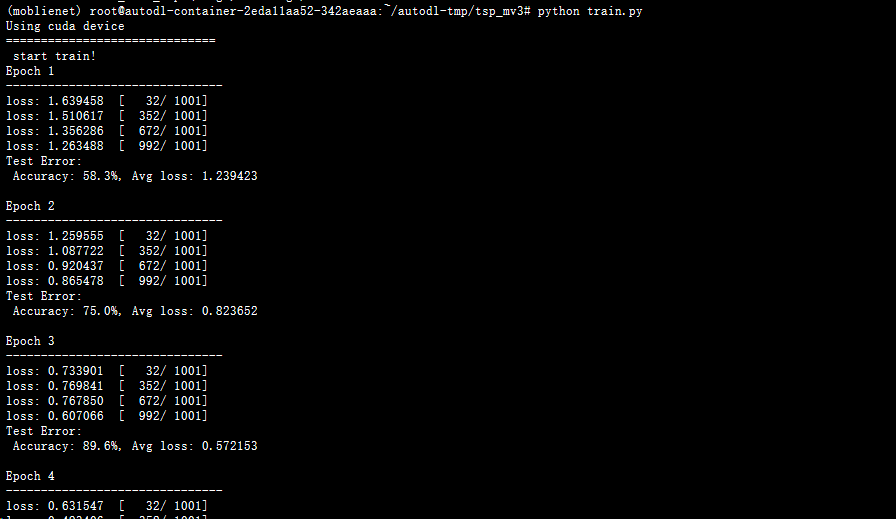 (moblienet) root@autodl-container-2eda11aa52-342aeaaa:~/autodl-tmp/tsp_mv3# python train.py
Using cuda device
==============================
 start train!
Epoch 1
-------------------------------
loss: 1.639458  [   32/ 1001]
loss: 1.510617  [  352/ 1001]
loss: 1.356286  [  672/ 1001]
loss: 1.263488  [  992/ 1001]
Test Error:
 Accuracy: 58.3%, Avg loss: 1.239423
Epoch 2
-------------------------------
loss: 1.259555  [   32/ 1001]
loss: 1.087722  [  352/ 1001]
loss: 0.920437  [  672/ 1001]
loss: 0.865478  [  992/ 1001]
Test Error:
 Accuracy: 75.0%, Avg loss: 0.823652
Epoch 3
-------------------------------
loss: 0.733901  [   32/ 1001]
loss: 0.769841  [  352/ 1001]
loss: 0.767850  [  672/ 1001]
loss: 0.607066  [  992/ 1001]
Test Error:
 Accuracy: 89.6%, Avg loss: 0.572153
Epoch 4
-------------------------------
loss: 0.631547  [   32/ 1001]